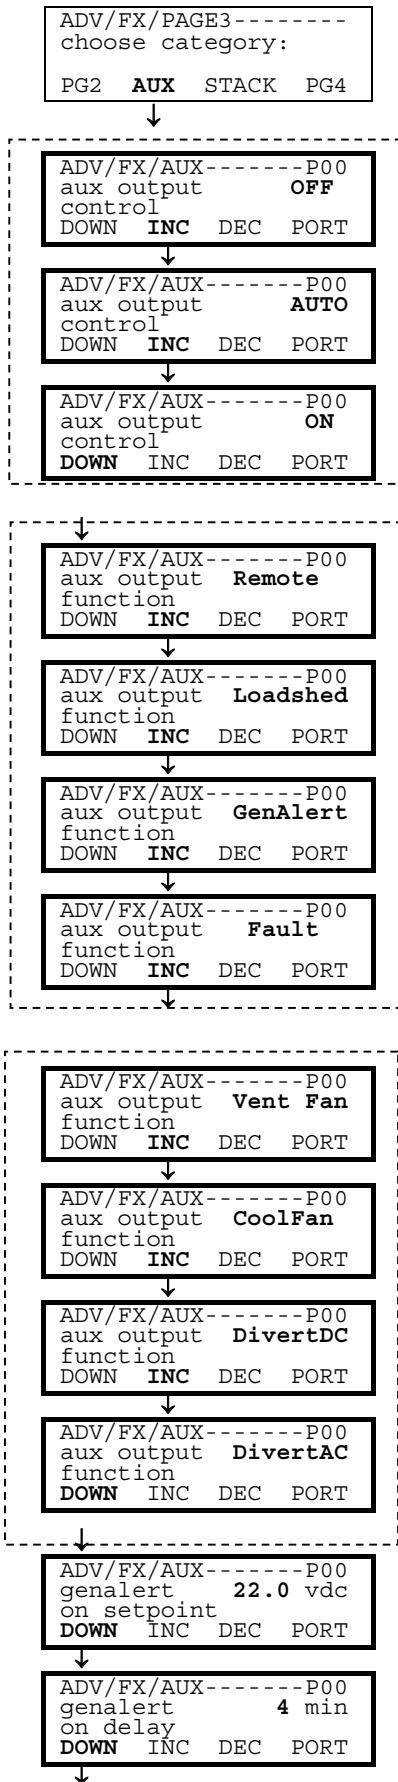 ADV/FX/PAGE3--------
choose category:
PG2 AUX STACK PG4
ADV/FX/AUX-------P00
aux output OFF
control
DOWN INC DEC PORT
ADV/FX/AUX-------P00
aux output AUTO
control
DOWN INC DEC PORT
ADV/FX/AUX-------P00
aux output ON
control
DOWN INC DEC PORT
ADV/FX/AUX-------P00
aux output Remote
function
DOWN INC DEC PORT
ADV/FX/AUX-------P00
aux output Loadshed
function
DOWN INC DEC PORT
ADV/FX/AUX-------P00
aux output GenAlert
function
DOWN INC DEC PORT
ADV/FX/AUX-------P00
aux output Fault
function
DOWN INC DEC PORT
ADV/FX/AUX-------P00
aux output Vent Fan
function
DOWN INC DEC PORT
ADV/FX/AUX-------P00
aux output CoolFan
function
DOWN INC DEC PORT
ADV/FX/AUX-------P00
aux output DivertDC
function
DOWN INC DEC PORT
ADV/FX/AUX-------P00
aux output DivertAC
function
DOWN INC DEC PORT
ADV/FX/AUX-------P00
genalert 22.0 vdc
on setpoint
DOWN INC DEC PORT
ADV/FX/AUX-------P00
genalert 4 min
on delay
DOWN INC DEC PORT